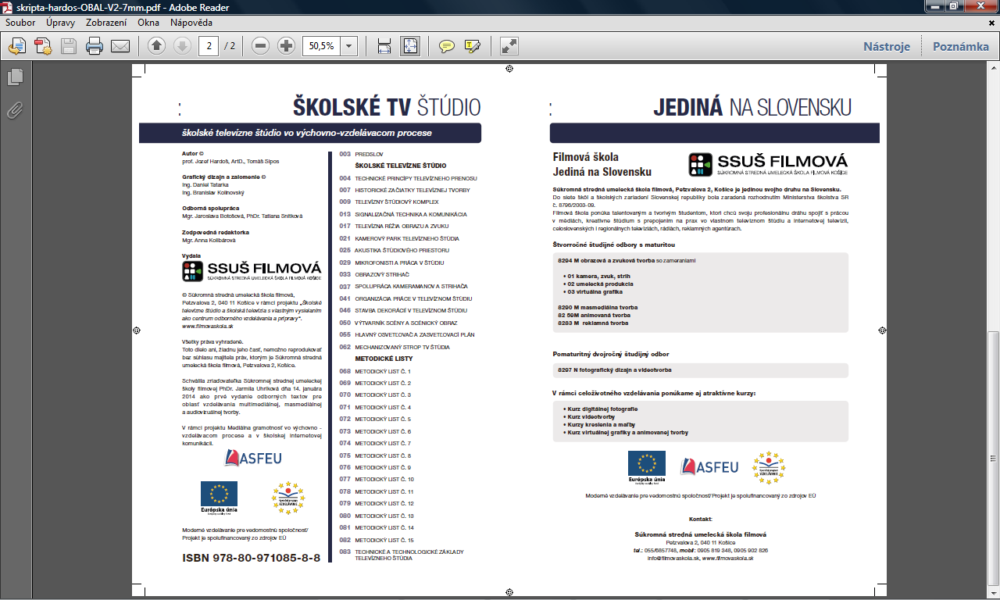 skripta-hardos-OBAL-V2-7mm.pdf - Adobe Reader
Soubor Úpravy Zobrazení Okna Nápověda
2 / 2 50,5% Nástroje Poznámka
ŠKOLSKÉ TV ŠTÚDIO
školské televízne štúdio vo výchovno-vzdelávacom procese
Autor ©
prof. Jozef Hardoš, ArtD., Tomáš Sipos
Grafický dizajn a zalomenie ©
Ing. Daniel Tatarka
Ing. Branislav Kolinovský
Odborná spolupráca
Mgr. Jaroslava Botošová, PhDr. Tatiana Snitková
Zodpovedná redaktorka
Mgr. Anna Kolibárová
Vydala
SSUŠ FILMOVÁ
SÚKROMNÁ STREDNÁ UMELECKÁ ŠKOLA FILMOVÁ KOŠICE
© Súkromná stredná umelecká škola filmová,
Petzvalova 2, 040 11 Košice v rámci projektu „Školské
televízne štúdio a školská televízia s vlastným vysielaním
ako centrum odborného vzdelávania a prípravy“.
www.filmovaskola.sk
Všetky práva vyhradené.
Toto dielo ani, žiadnu jeho časť, nemožno reprodukovať
bez súhlasu majiteľa práv, ktorým je Súkromná stredná
umelecká škola filmová, Petzvalova 2, Košice.
Schválila zriaďovateľka Súkromnej strednej umeleckej
školy filmovej PhDr. Jarmila Uhríková dňa 14. januára
2014 ako prvé vydanie odborných textov pre
oblasť vzdelávania multimediálnej, masmediálnej
a audiovizuálnej tvorby.
V rámci projektu Mediálna gramotnosť vo výchovno -
vzdelávacom procese a v školskej internetovej
komunikácii.
ASFEU
Európska únia
Európsky sociálny fond
VZDELÁVANIE
Moderné vzdelávanie pre vedomostnú spoločnosť/
Projekt je spolufinancovaný zo zdrojov EÚ
ISBN 978-80-971085-8-8
003 PREDSLOV
ŠKOLSKÉ TELEVÍZNE ŠTÚDIO
004 TECHNICKÉ PRINCÍPY TELEVÍZNEHO PRENOSU
007 HISTORICKÉ ZAČIATKY TELEVÍZNEJ TVORBY
009 TELEVÍZNY ŠTÚDIOVÝ KOMPLEX
013 SIGNALIZAČNÁ TECHNIKA A KOMUNIKÁCIA
017 TELEVÍZNA RÉŽIA OBRAZU A ZVUKU
021 KAMEROVÝ PARK TELEVÍZNEHO ŠTÚDIA
025 AKUSTIKA ŠTÚDIOVÉHO PRIESTORU
029 MIKROFONISTI A PRÁCA V ŠTÚDIU
033 OBRAZOVÝ STRIHAČ
037 SPOLUPRÁCA KAMERAMANOV A STRIHAČA
041 ORGANIZÁCIA PRÁCE V TELEVÍZNOM ŠTÚDIU
046 STAVBA DEKORÁCIÍ V TELEVÍZNOM ŠTÚDIU
050 VÝTVARNÍK SCÉNY A SCÉNICKÝ OBRAZ
055 HLAVNÝ OSVETĽOVAČ A ZASVETĽOVACÍ PLÁN
062 MECHANIZOVANÝ STROP TV ŠTÚDIA
METODICKÉ LISTY
068 METODICKÝ LIST Č. 1
069 METODICKÝ LIST Č. 2
070 METODICKÝ LIST Č. 3
071 METODICKÝ LIST Č. 4
072 METODICKÝ LIST Č. 5
073 METODICKÝ LIST Č. 6
074 METODICKÝ LIST Č. 7
075 METODICKÝ LIST Č. 8
076 METODICKÝ LIST Č. 9
077 METODICKÝ LIST Č. 10
078 METODICKÝ LIST Č. 11
079 METODICKÝ LIST Č. 12
080 METODICKÝ LIST Č. 13
081 METODICKÝ LIST Č. 14
082 METODICKÝ LIST Č. 15
083 TECHNICKÉ A TECHNOLOGICKÉ ZÁKLADY
TELEVÍZNEHO ŠTÚDIA
JEDINÁ NA SLOVENSKU
Filmová škola
Jediná na Slovensku
SSUŠ FILMOVÁ
SÚKROMNÁ STREDNÁ UMELECKÁ ŠKOLA FILMOVÁ KOŠICE
Súkromná stredná umelecká škola filmová, Petzvalova 2, Košice je jedinou svojho druhu na Slovensku.
Do siete škôl a školských zariadení Slovenskej republiky bola zaradená rozhodnutím Ministerstva školstva SR
č. 8796/2003-09.
Filmová škola ponúka talentovaným a tvorivým študentom, ktorí chcú svoju profesionálnu dráhu spojiť s prácou
v médiách, kreatívne štúdium s prepojením na prax vo vlastnom televíznom štúdiu a internetovej televízii,
celoslovenských i regionálnych televíziách, rádiách, reklamných agentúrach.
Štvorročné študijné odbory s maturitou
8294 M obrazová a zvuková tvorba so zameraniami
• 01 kamera, zvuk, strih
• 02 umelecká produkcia
• 03 virtuálna grafika
8290 M masmediálna tvorba
82 59M animovaná tvorba
8283 M reklamná tvorba
Pomaturitný dvojročný študijný odbor
8297 N fotografický dizajn a videotvorba
V rámci celoživotného vzdelávania ponúkame aj atraktívne kurzy:
• Kurz digitálnej fotografie
• Kurz videotvorby
• Kurzy kreslenia a maľby
• Kurz virtuálnej grafiky a animovanej tvorby
Európska únia
Európsky sociálny fond
ASFEU
VZDELÁVANIE
Moderné vzdelávanie pre vedomostnú spoločnosť/Projekt je spolufinancovaný zo zdrojov EÚ
Kontakt:
Súkromná stredná umelecká škola filmová
Petzvalova 2, 040 11 Košice
tel.: 055/6857748, mobil: 0905 819 348, 0905 902 826
info@filmovaskola.sk, www.filmovaskola.sk